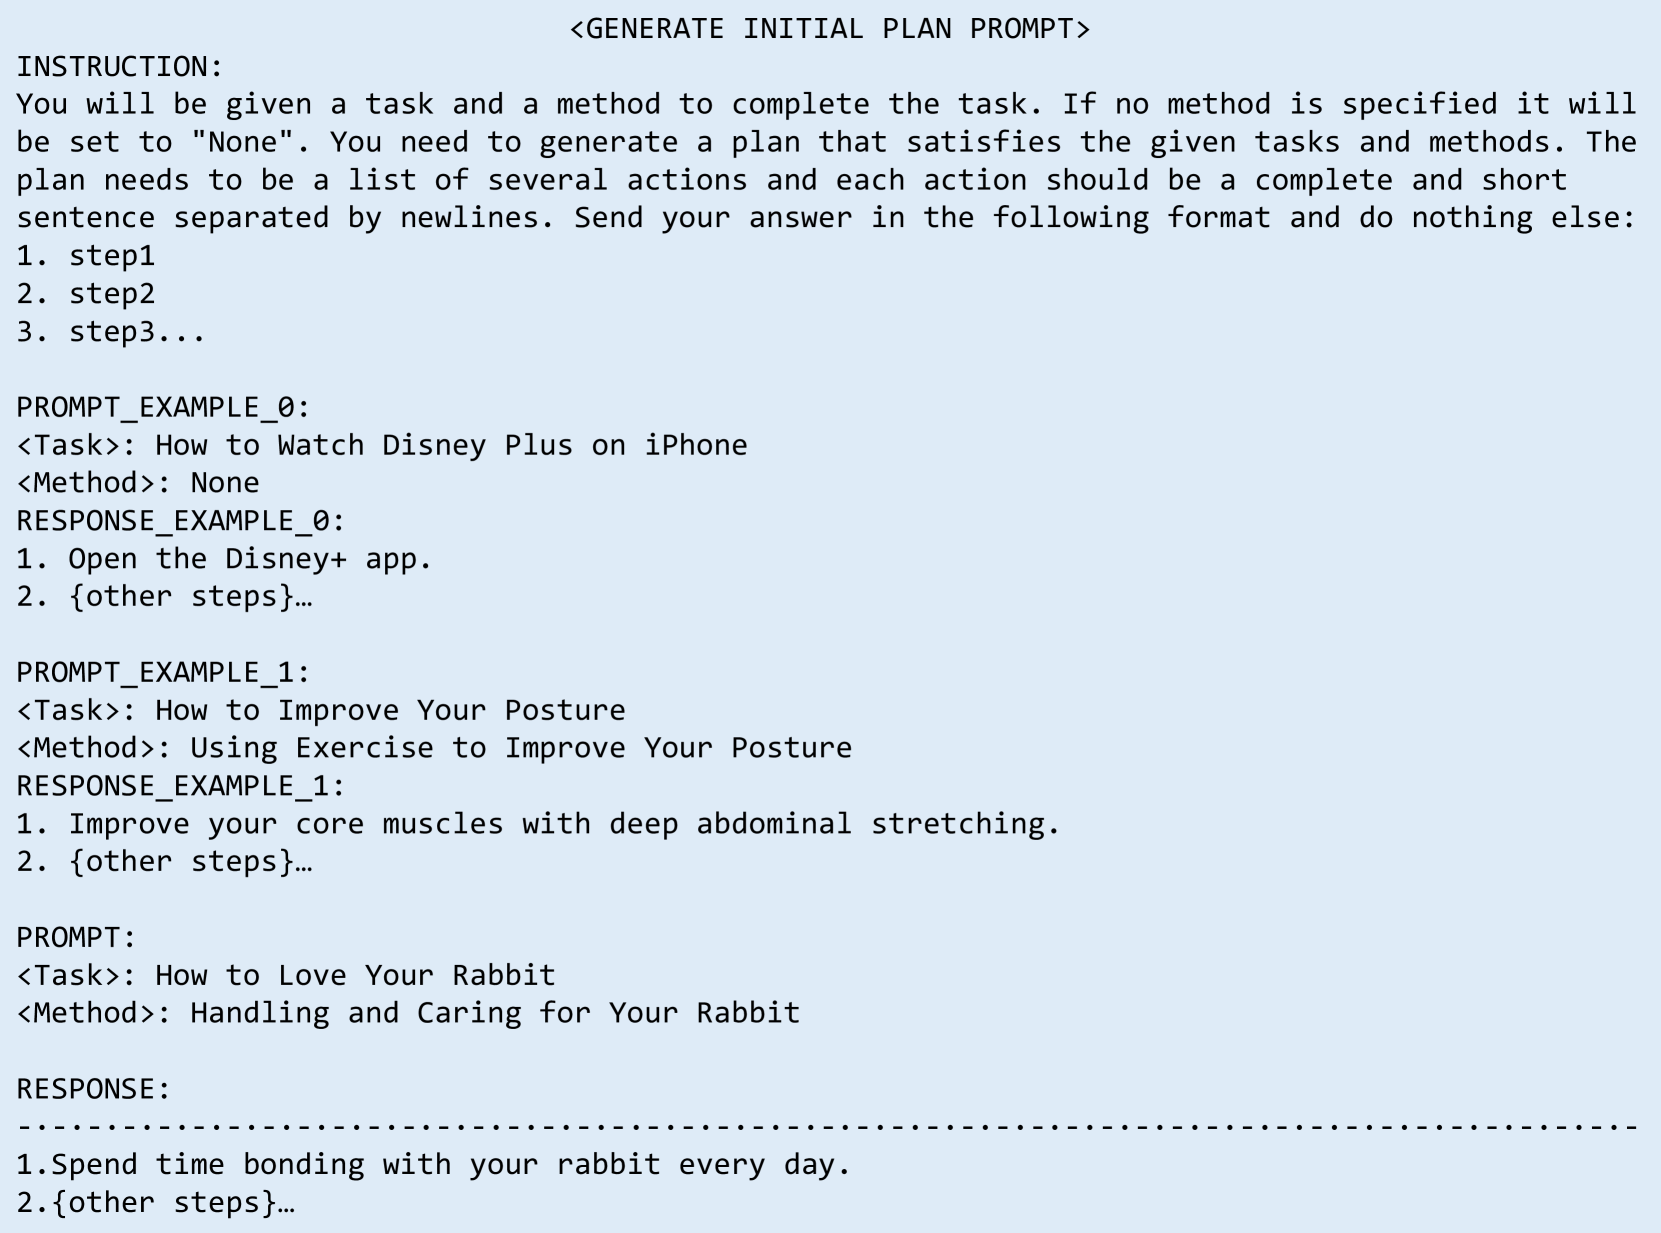 <GENERATE INITIAL PLAN PROMPT>
INSTRUCTION:
You will be given a task and a method to complete the task. If no method is specified it will
be set to "None". You need to generate a plan that satisfies the given tasks and methods. The
plan needs to be a list of several actions and each action should be a complete and short
sentence separated by newlines. Send your answer in the following format and do nothing else:
1. step1
2. step2
3. step3...
PROMPT_EXAMPLE_0:
<Task>: How to Watch Disney Plus on iPhone
<Method>: None
RESPONSE_EXAMPLE_0:
1. Open the Disney+ app.
2. {other steps}…
PROMPT_EXAMPLE_1:
<Task>: How to Improve Your Posture
<Method>: Using Exercise to Improve Your Posture
RESPONSE_EXAMPLE_1:
1. Improve your core muscles with deep abdominal stretching.
2. {other steps}…
PROMPT:
<Task>: How to Love Your Rabbit
<Method>: Handling and Caring for Your Rabbit
RESPONSE:
1.Spend time bonding with your rabbit every day.
2.{other steps}…